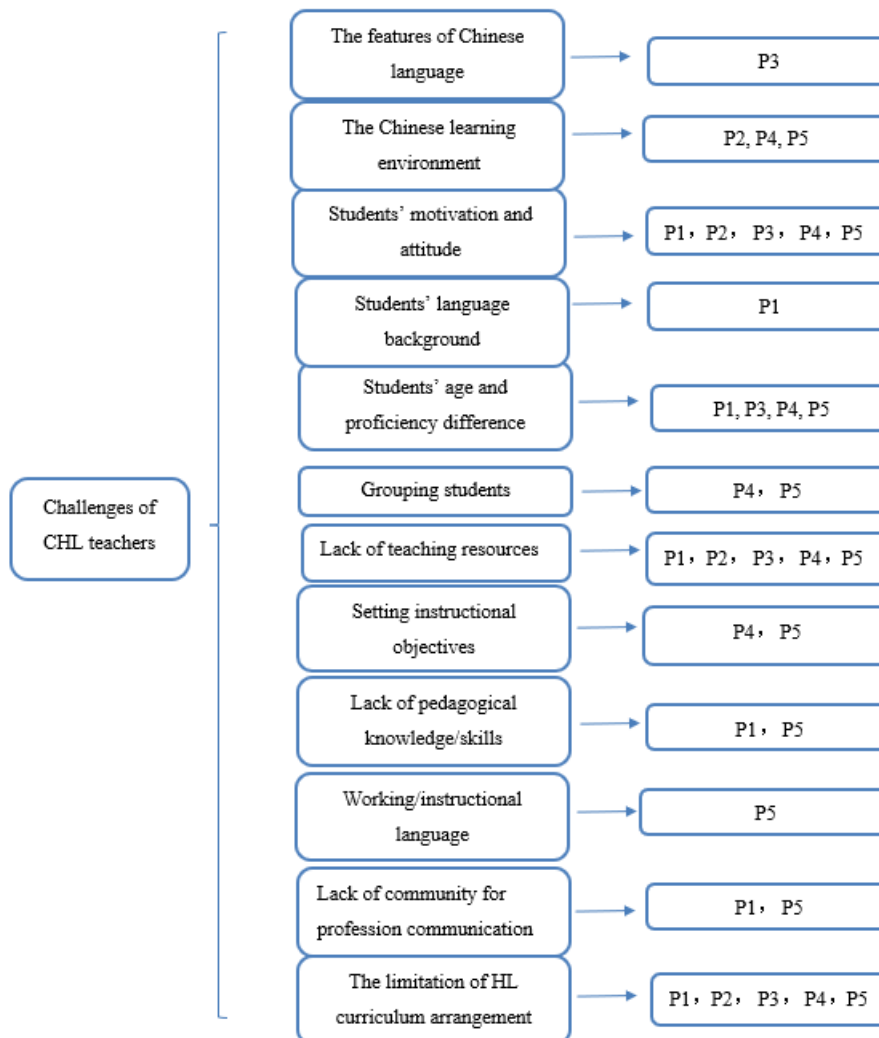 The features of Chinese
language
P3
The Chinese learning
environment
P2, P4, P5
Students’ motivation and
attitude
P1，P2，P3，P4，P5
Students’ language
background
P1
Students’ age and
proficiency difference
P1, P3, P4, P5
Challenges of
CHL teachers
Grouping students
P4，P5
Lack of teaching resources
P1，P2，P3，P4，P5
Setting instructional
objectives
P4，P5
Lack of pedagogical
knowledge/skills
P1，P5
Working/instructional
language
P5
Lack of community for
profession communication
P1，P5
The limitation of HL
curriculum arrangement
P1，P2，P3，P4，P5